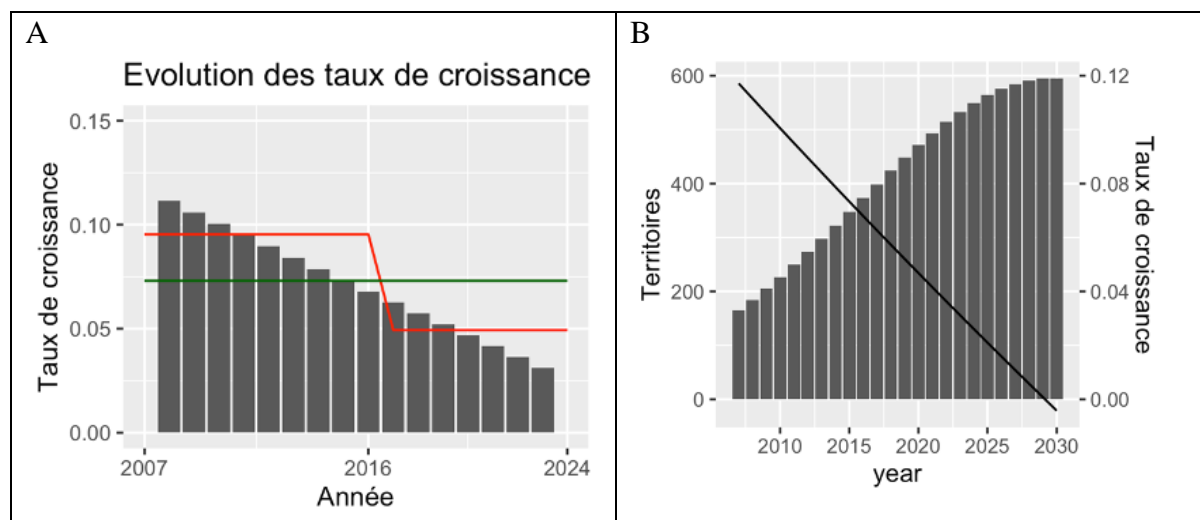 A
Evolution des taux de croissance
0.15
0.10
0.05
0.00
Taux de croissance
2007
2016
2024
Année
B
600
400
200
0
Territoires
0.12
0.08
0.04
0.00
Taux de croissance
2010
2015
2020
2025
2030
year